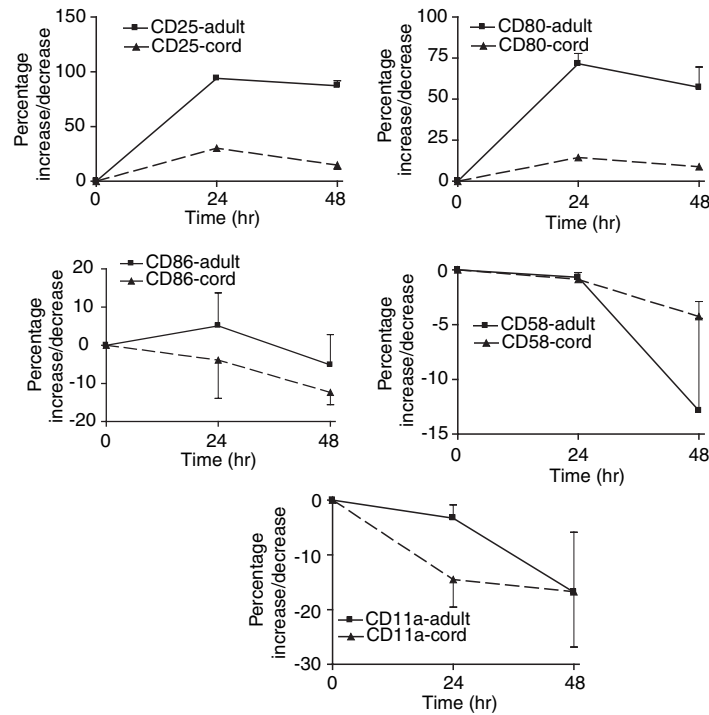 CD25-adult
CD25-cord
Percentage
increase/decrease
150
100
50
0
0 24 48
Time (hr)
CD80-adult
CD80-cord
Percentage
increase/decrease
100
75
50
25
0
0 24 48
Time (hr)
CD86-adult
CD86-cord
Percentage
increase/decrease
20
10
0
-10
-20
0 24 48
Time (hr)
CD58-adult
CD58-cord
Percentage
increase/decrease
0
-5
-10
-15
0 24 48
Time (hr)
CD11a-adult
CD11a-cord
Percentage
increase/decrease
0
-10
-20
-30
0 24 48
Time (hr)